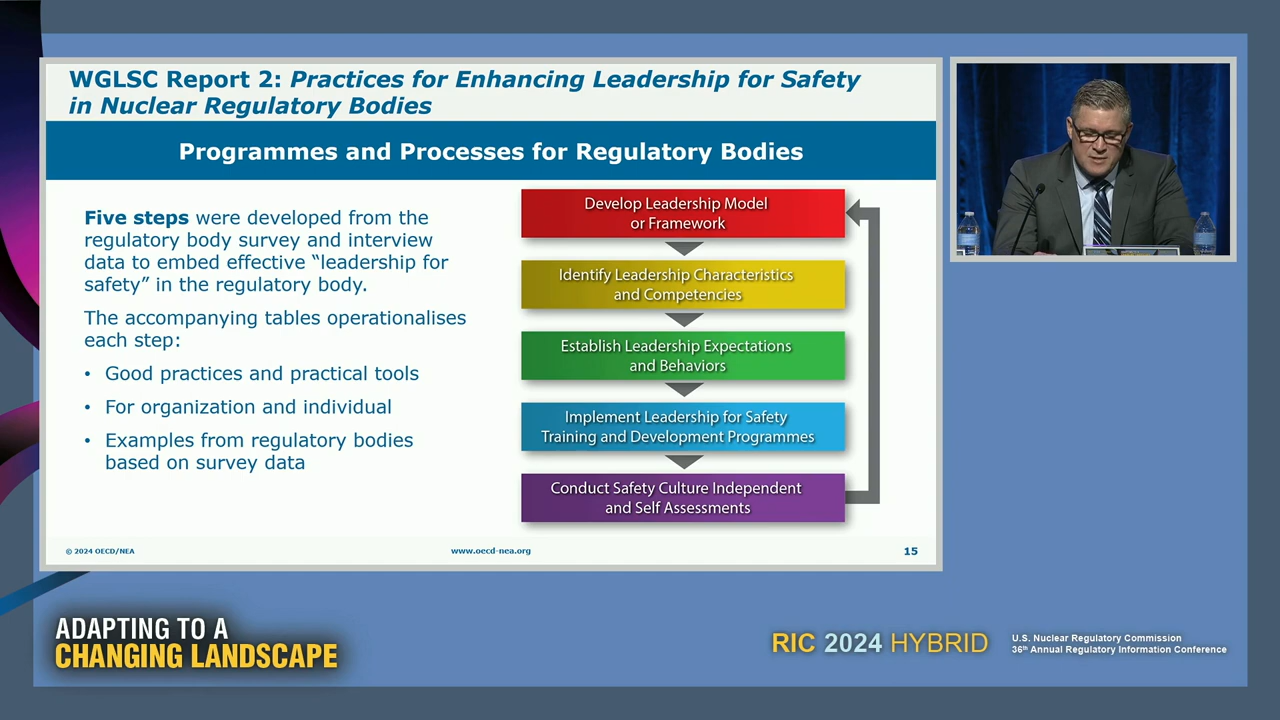 WGLSC Report 2: Practices for Enhancing Leadership for Safety
in Nuclear Regulatory Bodies
Programmes and Processes for Regulatory Bodies
Five steps were developed from the
regulatory body survey and interview
data to embed effective “leadership for
safety” in the regulatory body.
The accompanying tables operationalises
each step:
• Good practices and practical tools
• For organization and individual
• Examples from regulatory bodies
based on survey data
Develop Leadership Model
or Framework
Identify Leadership Characteristics
and Competencies
Establish Leadership Expectations
and Behaviors
Implement Leadership for Safety
Training and Development Programmes
Conduct Safety Culture Independent
and Self Assessments
© 2024 OECD/NEA
www.oecd-nea.org
15
ADAPTING TO A
CHANGING LANDSCAPE
RIC 2024 HYBRID
U.S. Nuclear Regulatory Commission
36th Annual Regulatory Information Conference